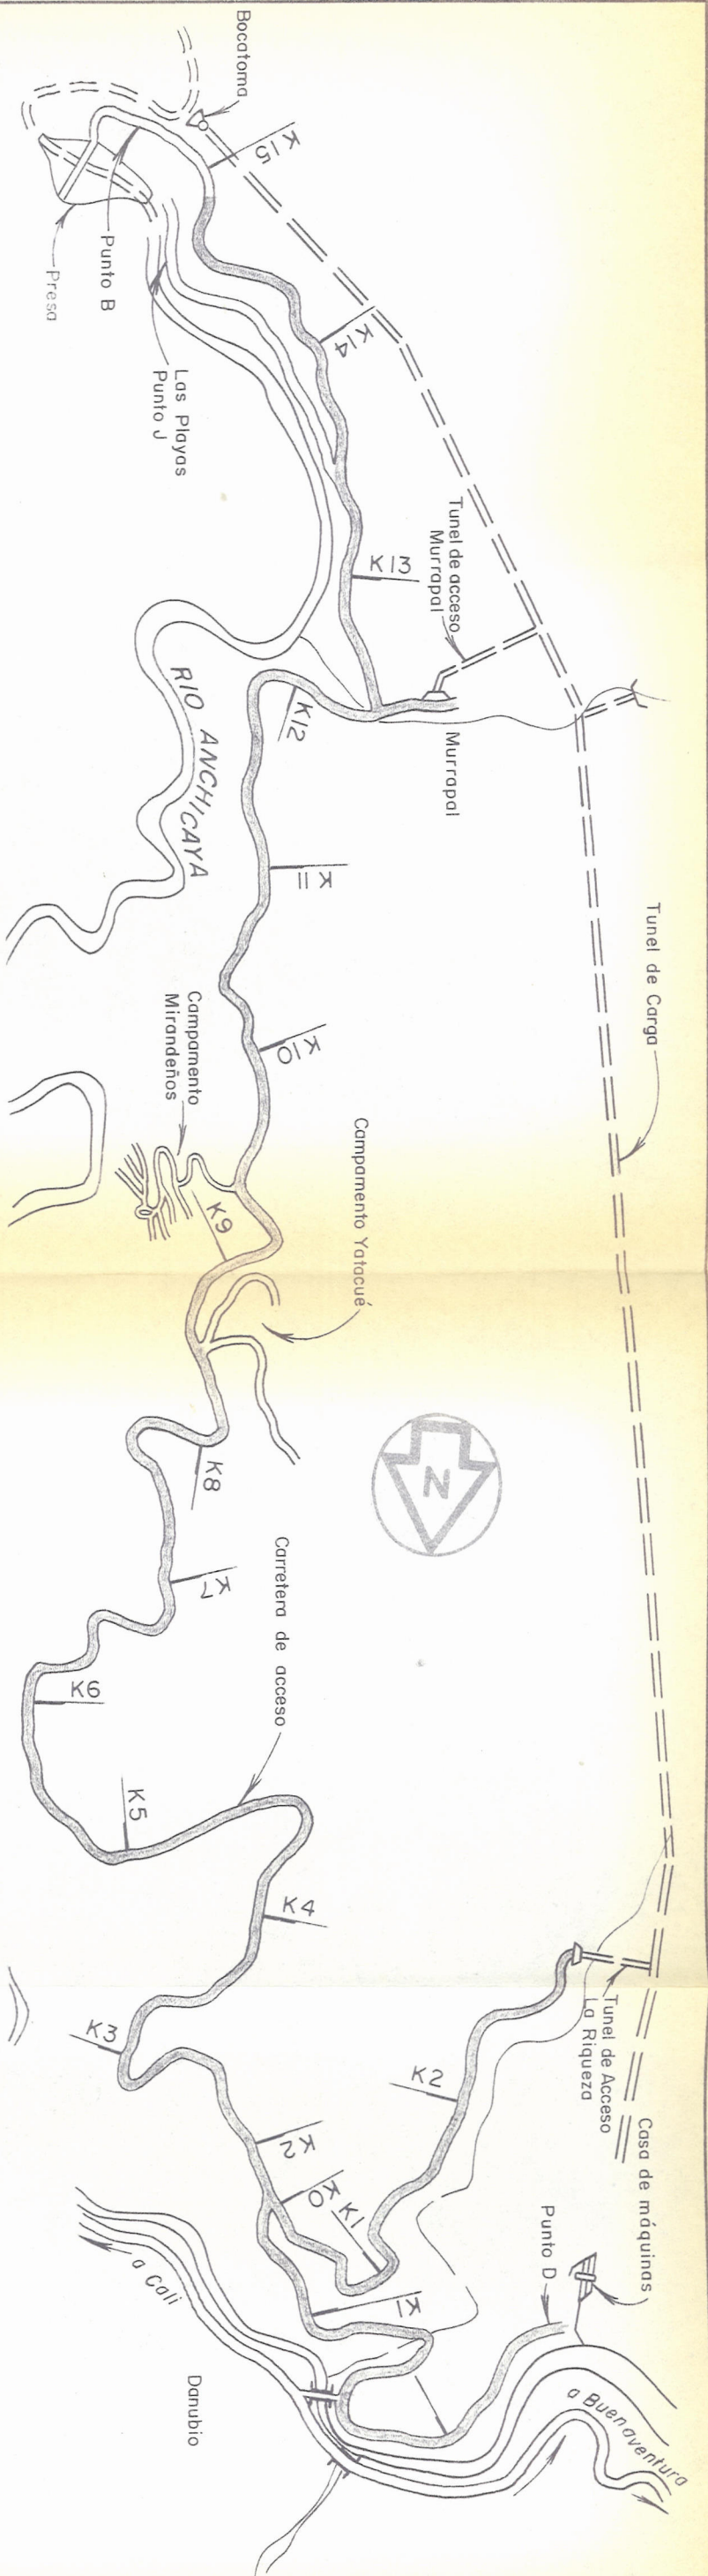 Bocatoma
K15
Punto B
Presa
K14
Las Playas
Punto J
Tunel de acceso
Murrapal
K13
K12
Murrapal
RIO ANCHICAYA
K11
Tunel de Carga
K10
Campamento
Mirandeños
K9
Campamento Yatacué
N
K8
K7
Carretera de acceso
K6
K5
K4
K3
Tunel de Acceso
La Riqueza
K2
K2
K0
K1
Casa de máquinas
Punto D
K1
a Cali
Danubio
a Buenaventura